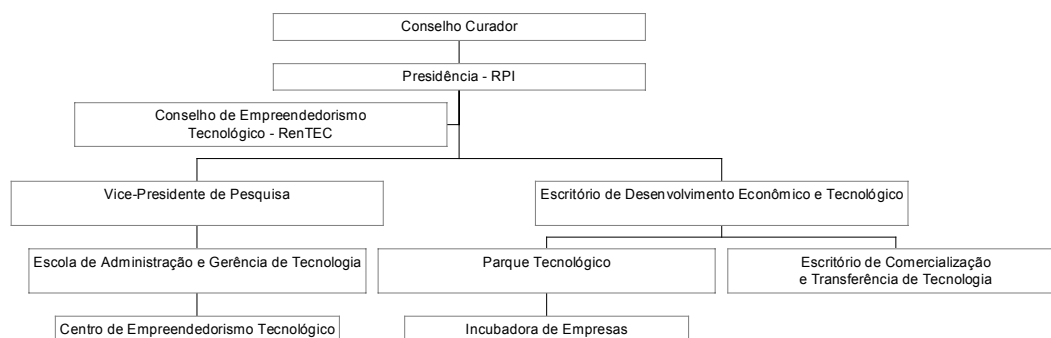 Conselho Curador
Presidência - RPI
Conselho de Empreendedorismo
Tecnológico - RenTEC
Vice-Presidente de Pesquisa
Escritório de Desenvolvimento Econômico e Tecnológico
Escola de Administração e Gerência de Tecnologia
Parque Tecnológico
Escritório de Comercialização
e Transferência de Tecnologia
Centro de Empreendedorismo Tecnológico
Incubadora de Empresas